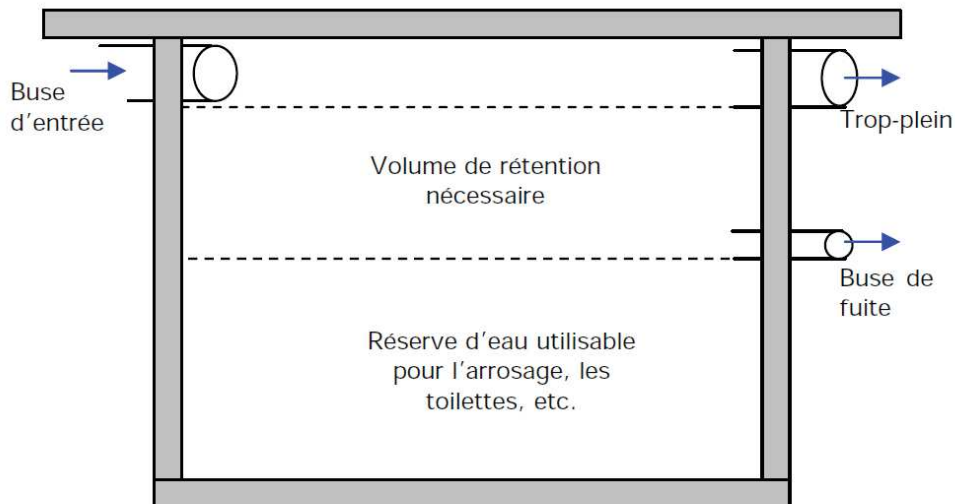 Buse
d'entrée
Trop-plein
Volume de rétention
nécessaire
Buse de
fuite
Réserve d'eau utilisable
pour l'arrosage, les
toilettes, etc.